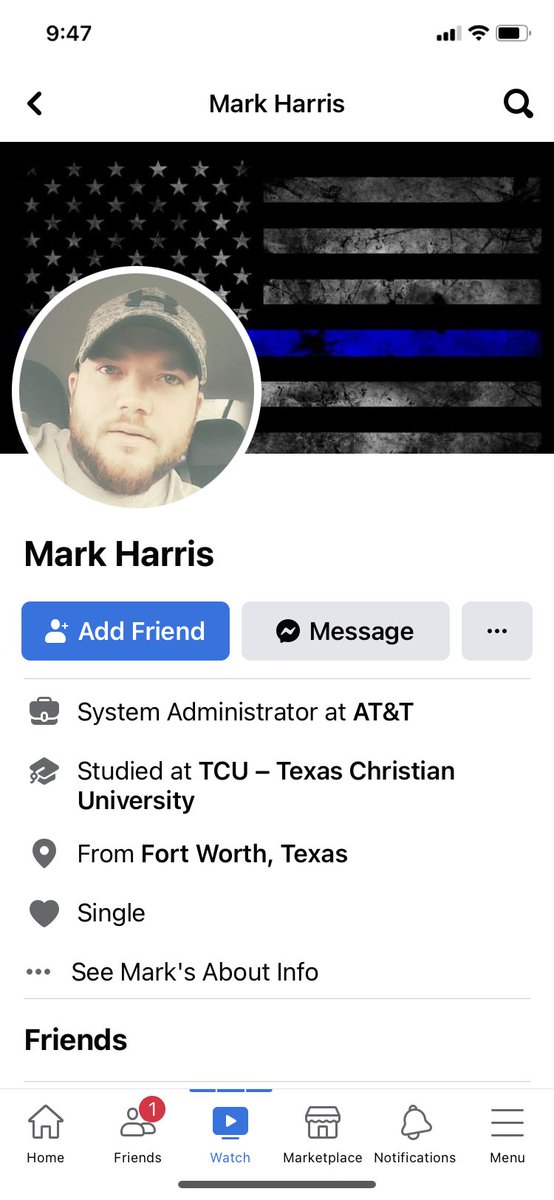 9:47
Mark Harris
Mark Harris
Add Friend
Message
System Administrator at AT&T
Studied at TCU – Texas Christian
University
From Fort Worth, Texas
Single
See Mark's About Info
Friends
1
Home
Friends
Watch
Marketplace
Notifications
Menu